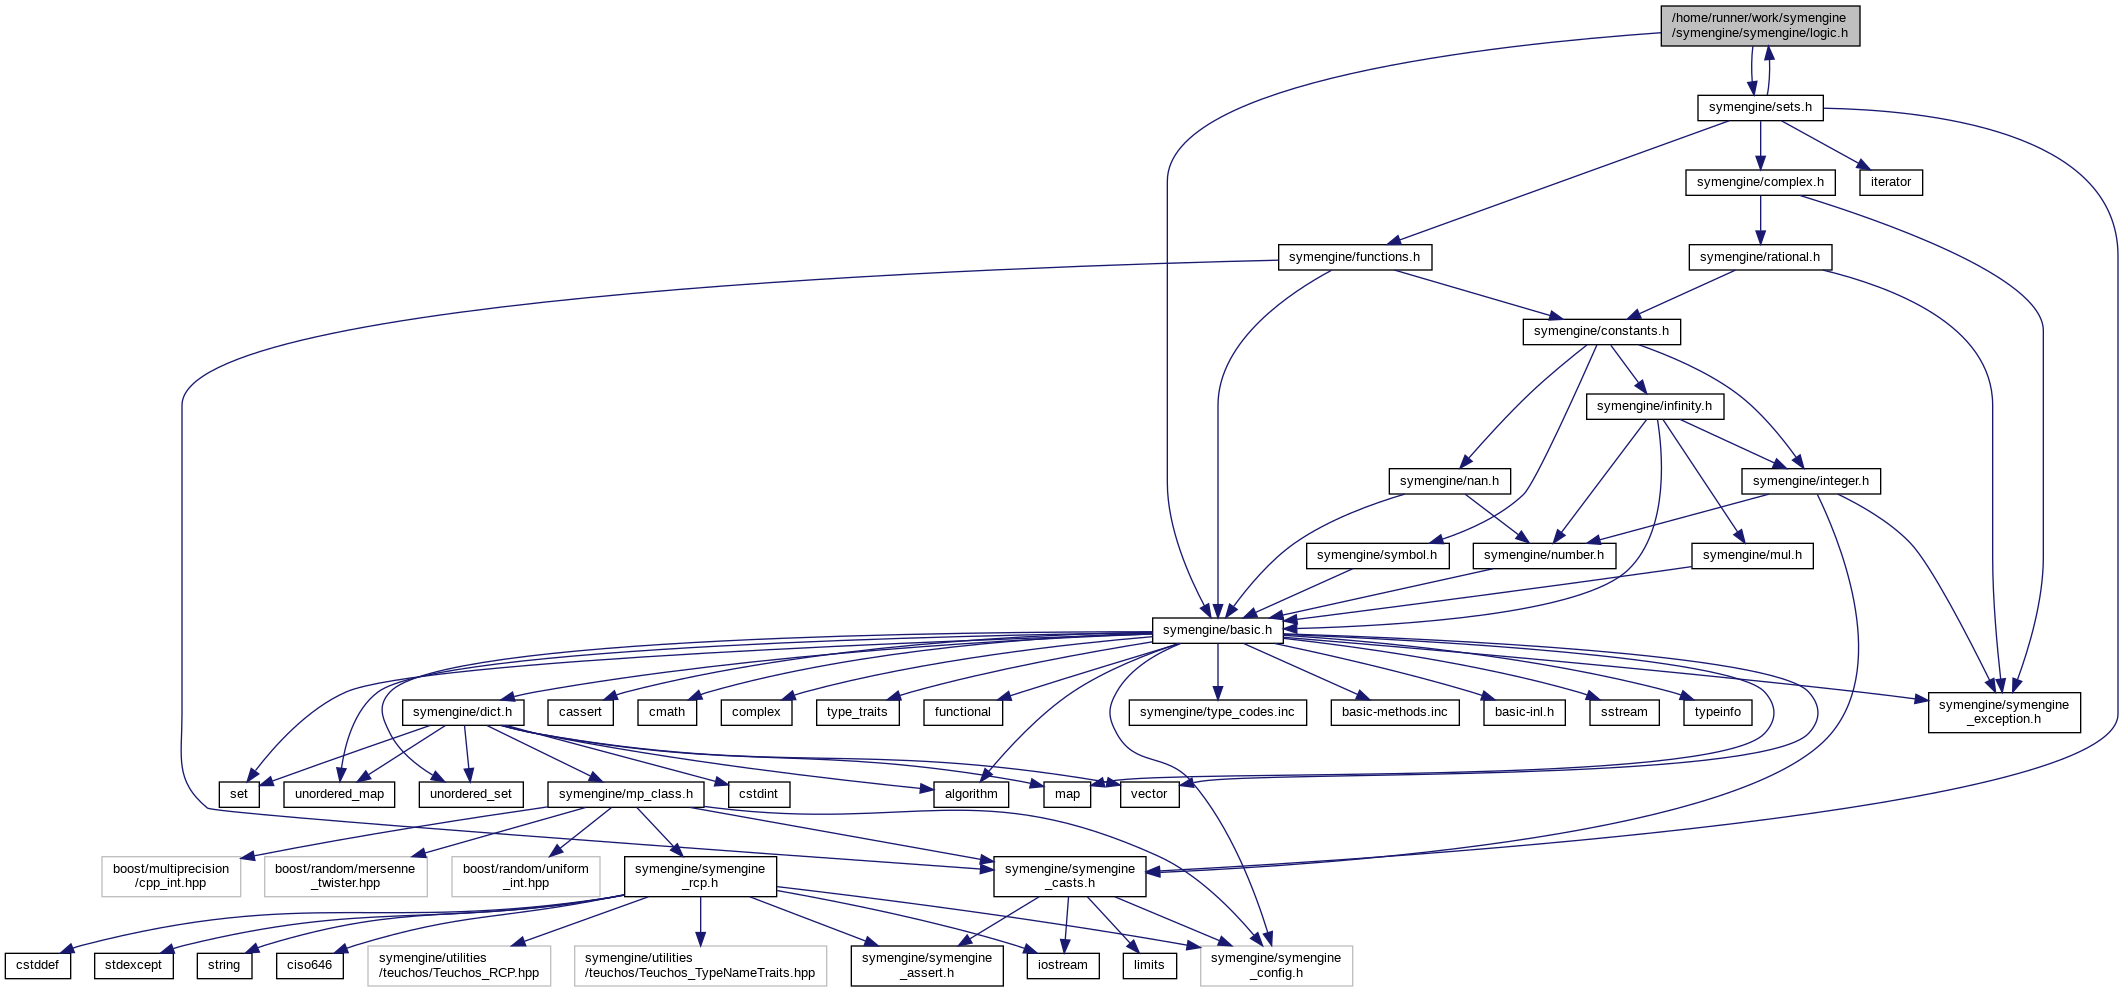 /home/runner/work/symengine
/symengine/symengine/logic.h
symengine/sets.h
symengine/complex.h
iterator
symengine/functions.h
symengine/rational.h
symengine/constants.h
symengine/infinity.h
symengine/nan.h
symengine/integer.h
symengine/symbol.h
symengine/number.h
symengine/mul.h
symengine/basic.h
symengine/dict.h
cassert
cmath
complex
type_traits
functional
symengine/type_codes.inc
basic-methods.inc
basic-inl.h
sstream
typeinfo
symengine/symengine
_exception.h
set
unordered_map
unordered_set
symengine/mp_class.h
cstdint
algorithm
map
vector
boost/multiprecision
/cpp_int.hpp
boost/random/mersenne
_twister.hpp
boost/random/uniform
_int.hpp
symengine/symengine
_rcp.h
symengine/symengine
_casts.h
cstddef
stdexcept
string
ciso646
symengine/utilities
/teuchos/Teuchos_RCP.hpp
symengine/utilities
/teuchos/Teuchos_TypeNameTraits.hpp
symengine/symengine
_assert.h
iostream
limits
symengine/symengine
_config.h